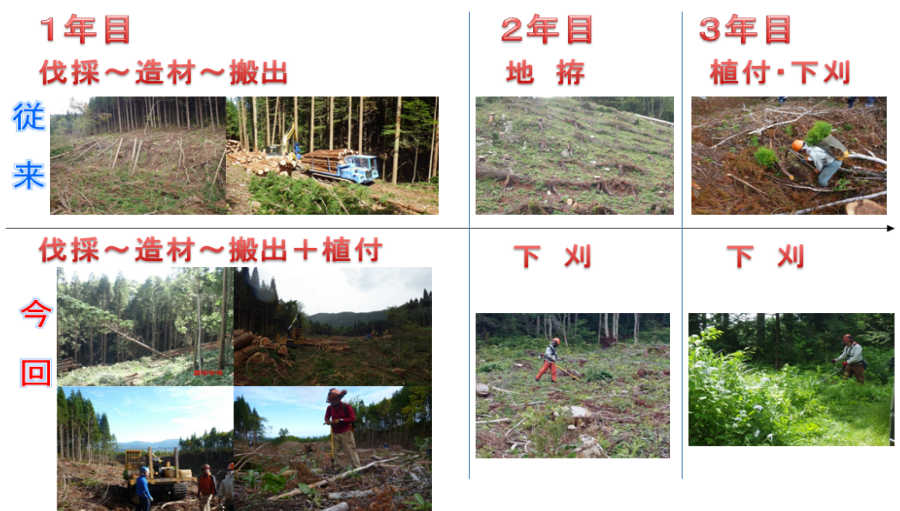 1年目
2年目
3年目
伐採～造材～搬出
地 拵
植付・下刈
従来
伐採～造材～搬出＋植付
下 刈
下 刈
今回